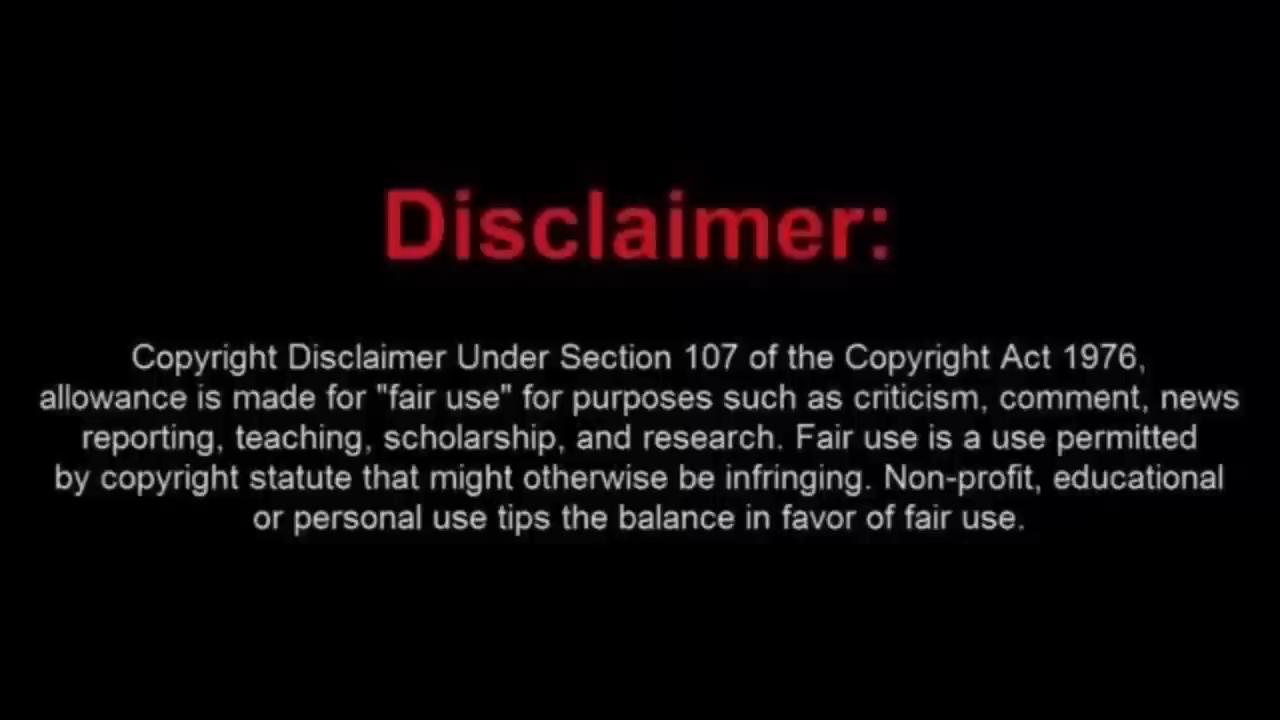 Disclaimer:
Copyright Disclaimer Under Section 107 of the Copyright Act 1976,
allowance is made for "fair use" for purposes such as criticism, comment, news
reporting, teaching, scholarship, and research. Fair use is a use permitted
by copyright statute that might otherwise be infringing. Non-profit, educational
or personal use tips the balance in favor of fair use.